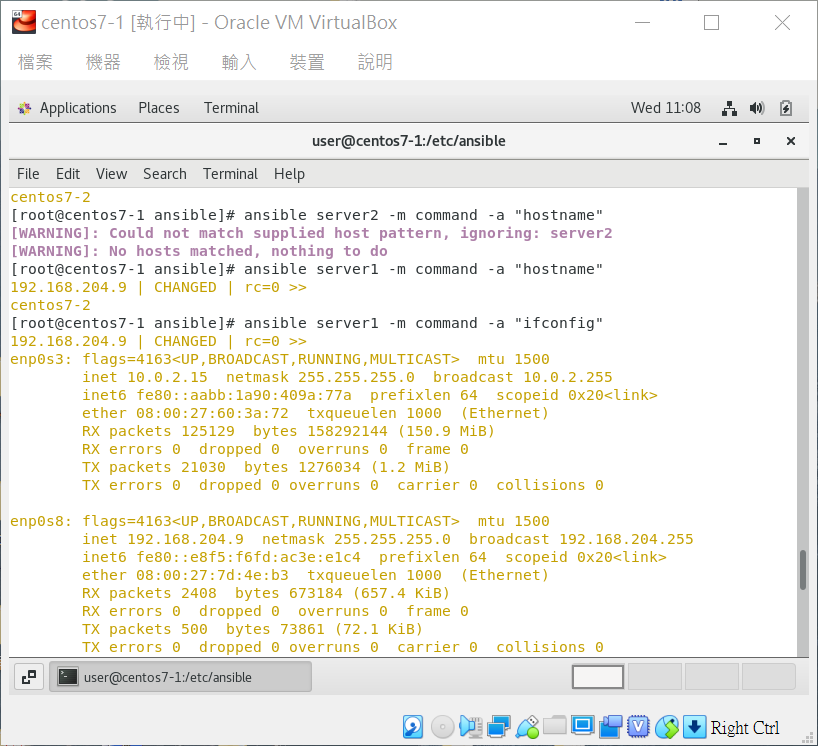 centos7-1 [執行中] - Oracle VM VirtualBox
檔案 機器 檢視 輸入 裝置 說明
Applications Places Terminal Wed 11:08
user@centos7-1:/etc/ansible
File Edit View Search Terminal Help
centos7-2
[root@centos7-1 ansible]# ansible server2 -m command -a "hostname"
[WARNING]: Could not match supplied host pattern, ignoring: server2
[WARNING]: No hosts matched, nothing to do
[root@centos7-1 ansible]# ansible server1 -m command -a "hostname"
192.168.204.9 | CHANGED | rc=0 >>
centos7-2
[root@centos7-1 ansible]# ansible server1 -m command -a "ifconfig"
192.168.204.9 | CHANGED | rc=0 >>
enp0s3: flags=4163<UP,BROADCAST,RUNNING,MULTICAST>  mtu 1500
        inet 10.0.2.15  netmask 255.255.255.0  broadcast 10.0.2.255
        inet6 fe80::aabb:1a90:409a:77a  prefixlen 64  scopeid 0x20<link>
        ether 08:00:27:60:3a:72  txqueuelen 1000  (Ethernet)
        RX packets 125129  bytes 158292144 (150.9 MiB)
        RX errors 0  dropped 0  overruns 0  frame 0
        TX packets 21030  bytes 1276034 (1.2 MiB)
        TX errors 0  dropped 0 overruns 0  carrier 0  collisions 0

enp0s8: flags=4163<UP,BROADCAST,RUNNING,MULTICAST>  mtu 1500
        inet 192.168.204.9  netmask 255.255.255.0  broadcast 192.168.204.255
        inet6 fe80::e8f5:f6fd:ac3e:e1c4  prefixlen 64  scopeid 0x20<link>
        ether 08:00:27:7d:4e:b3  txqueuelen 1000  (Ethernet)
        RX packets 2408  bytes 673184 (657.4 KiB)
        RX errors 0  dropped 0  overruns 0  frame 0
        TX packets 500  bytes 73861 (72.1 KiB)
        TX errors 0  dropped 0 overruns 0  carrier 0  collisions 0
user@centos7-1:/etc/ansible
Right Ctrl